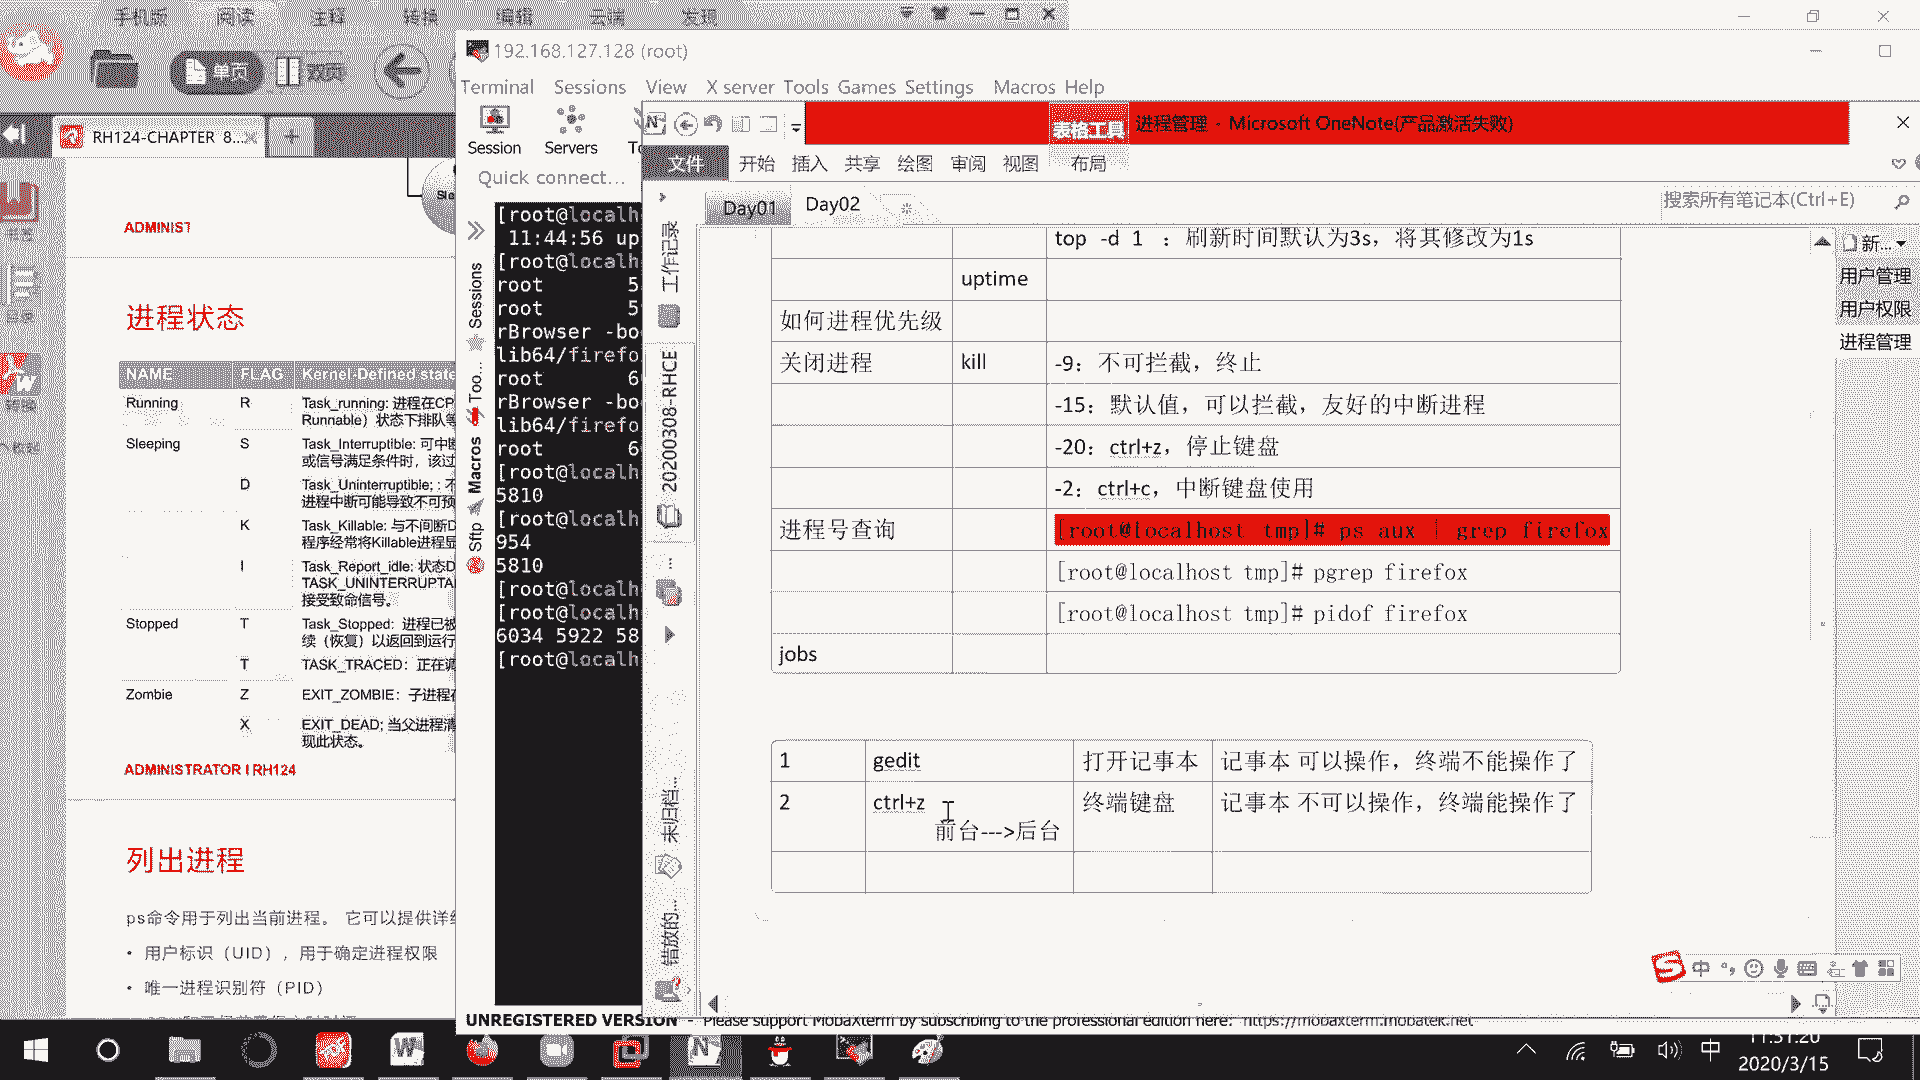 手机版 阅读 注释 转换 编辑 云端 发现
单页 双页
RH124-CHAPTER 8...
ADMINIST
进程状态
NAME FLAG Kernel-Defined state
Running R Task_running: 进程在CP
Runnable）状态下排队等
Sleeping S Task_Interruptible: 可中断
或信号满足条件时，该过
D Task_Uninterruptible; : 不
进程中断可能导致不可预
K Task_Killable: 与不间断D
程序经常将Killable进程显
I Task_Report_idle: 状态D
TASK_UNINTERRUPTA
接受致命信号。
Stopped T Task_Stopped: 进程已被
续（恢复）以返回到运行
T TASK_TRACED：正在调
Zombie Z EXIT_ZOMBIE：子进程在
X EXIT_DEAD; 当父进程清
现此状态。
ADMINISTRATOR I RH124
列出进程
ps命令用于列出当前进程。 它可以提供详细
• 用户标识（UID），用于确定进程权限
• 唯一进程识别符（PID）
192.168.127.128 (root)
Terminal Sessions View X server Tools Games Settings Macros Help
Session Servers
Quick connect...
Sessions
Too...
Macros
Sftp
[root@localh
11:44:56 up
[root@localh
root 5
root 5
rBrowser -bo
lib64/firefo
root 6
rBrowser -bo
lib64/firefo
root 6
[root@localh
5810
[root@localh
954
5810
[root@localh
[root@localh
6034 5922 58
[root@localh
UNREGISTERED VERSION - Please support MobaXterm by subscribing to the professional edition here: https://mobaxterm.mobatek.net
表格工具 进程管理 - Microsoft OneNote(产品激活失败)
文件 开始 插入 共享 绘图 审阅 视图 布局
Day01 Day02
搜索所有笔记本(Ctrl+E)
工作记录
20200308-RHCE
...
未归档...
错放的...
新...
用户管理
用户权限
进程管理
top -d 1 ：刷新时间默认为3s，将其修改为1s
uptime
如何进程优先级
关闭进程 kill -9：不可拦截，终止
-15：默认值，可以拦截，友好的中断进程
-20：ctrl+z，停止键盘
-2：ctrl+c，中断键盘使用
进程号查询 [root@localhost tmp]# ps aux | grep firefox
[root@localhost tmp]# pgrep firefox
[root@localhost tmp]# pidof firefox
jobs
1 gedit 打开记事本 记事本 可以操作，终端不能操作了
2 ctrl+z 终端键盘 记事本 不可以操作，终端能操作了
前台--->后台
中
中
11:51:20
2020/3/15